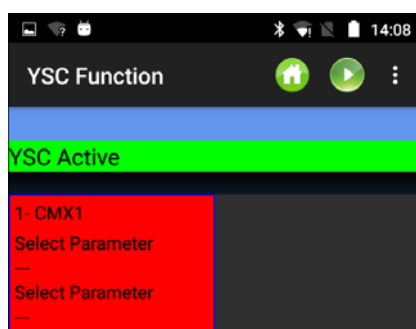 14:08
YSC Function
YSC Active
1- CMX1
Select Parameter
---
Select Parameter
---